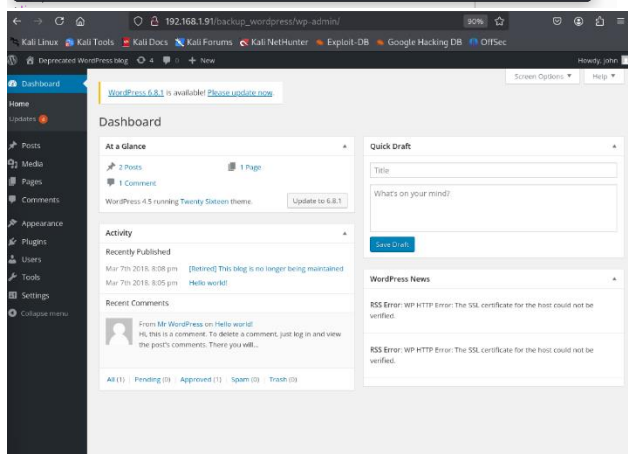 192.168.1.91/backup_wordpress/wp-admin/
90%
Kali Linux Kali Tools Kali Docs Kali Forums Kali NetHunter Exploit-DB Google Hacking DB OffSec
Deprecated WordPress blog 4 0 + New Howdy, john
Screen Options Help
Dashboard
Home
Updates 4
Posts
Media
Pages
Comments
Appearance
Plugins
Users
Tools
Settings
Collapse menu
WordPress 6.8.1 is available! Please update now.
Dashboard
At a Glance
2 Posts 1 Page
1 Comment
WordPress 4.5 running Twenty Sixteen theme. Update to 6.8.1
Activity
Recently Published
Mar 7th 2018, 8:08 pm [Retired] This blog is no longer being maintained
Mar 7th 2018, 8:05 pm Hello world!
Recent Comments
From Mr WordPress on Hello world!
Hi, this is a comment. To delete a comment, just log in and view
the post's comments. There you will...
All (1) | Pending (0) | Approved (1) | Spam (0) | Trash (0)
Quick Draft
Title
What's on your mind?
Save Draft
WordPress News
RSS Error: WP HTTP Error: The SSL certificate for the host could not be
verified.
RSS Error: WP HTTP Error: The SSL certificate for the host could not be
verified.